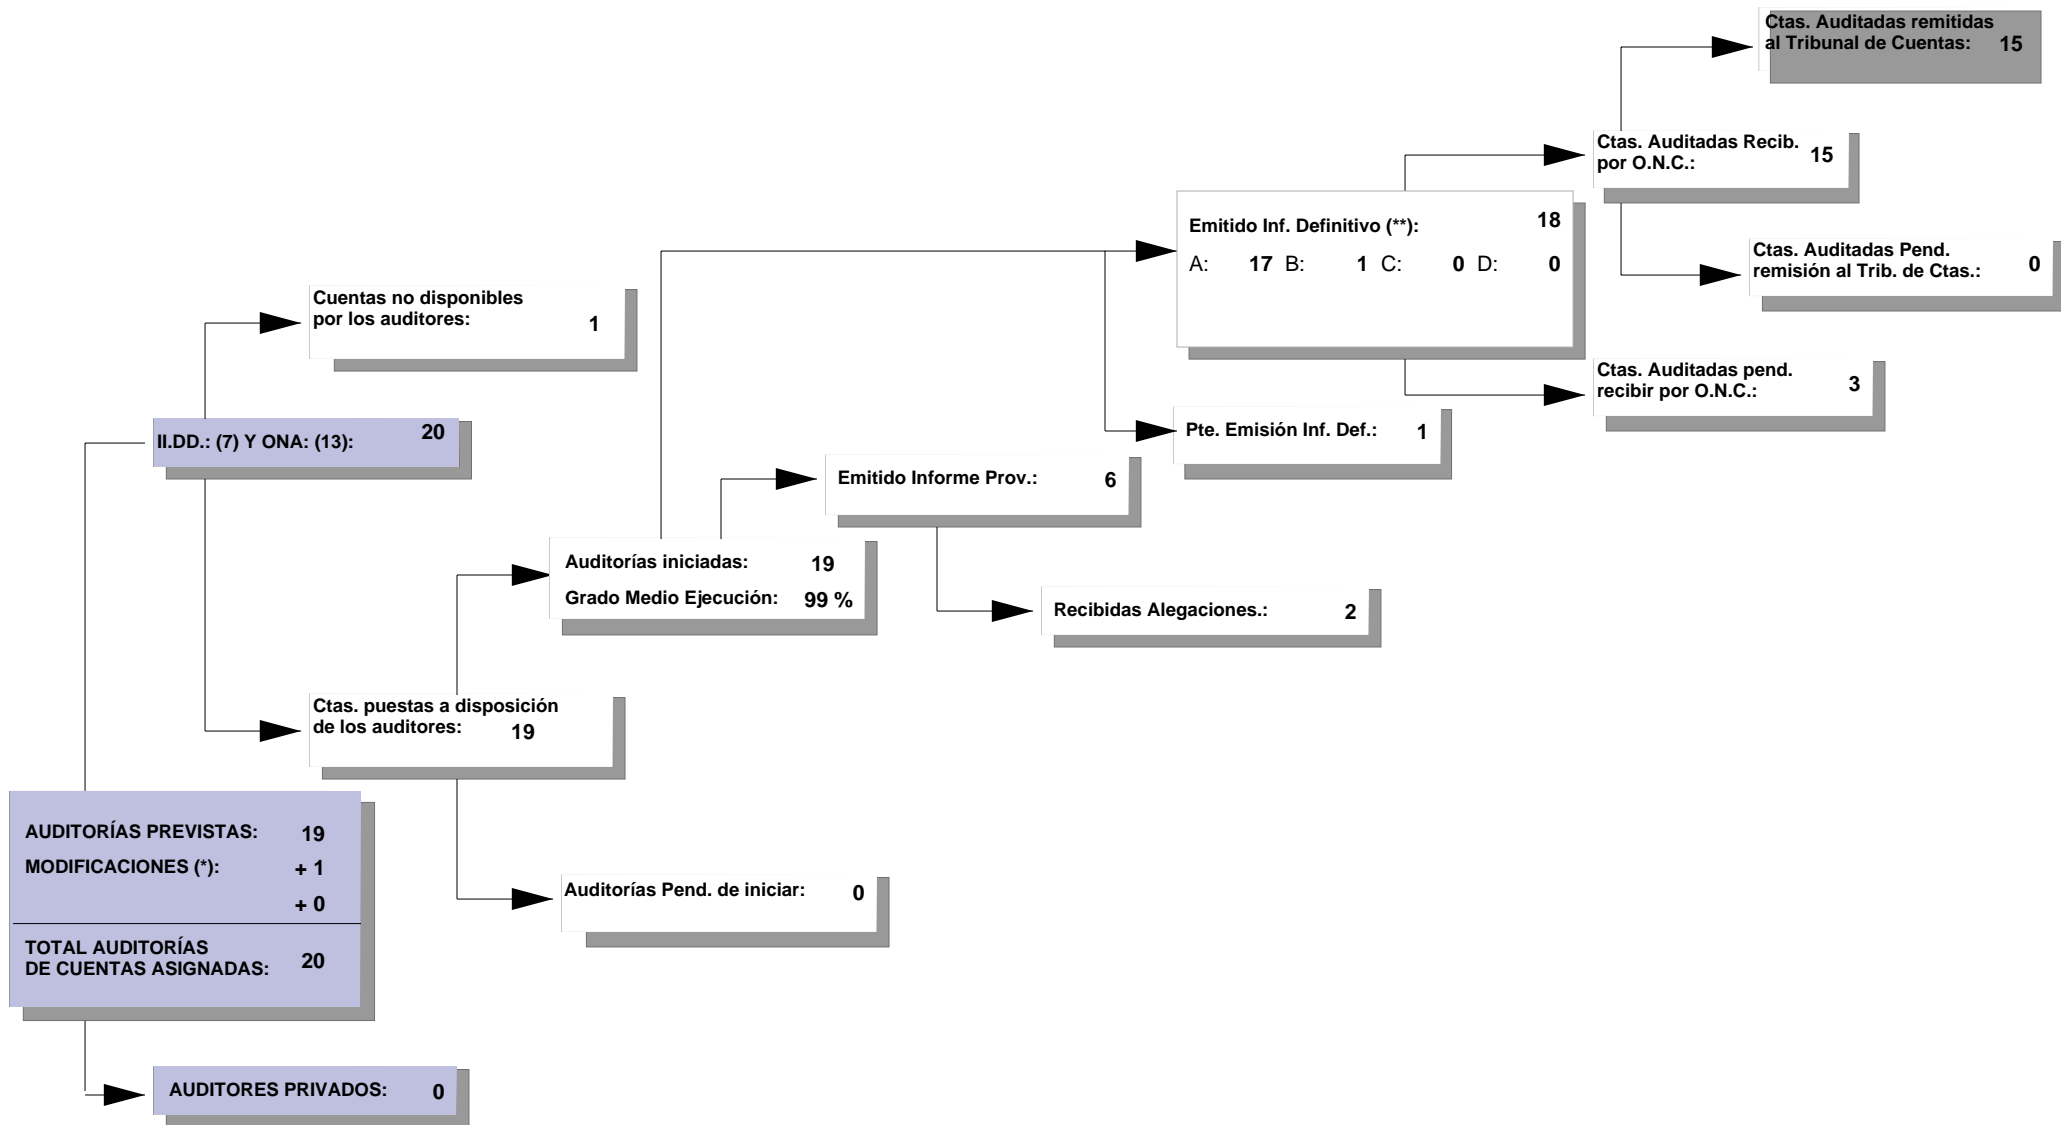 Ctas. Auditadas remitidas
al Tribunal de Cuentas: 15
Ctas. Auditadas Recib.
por O.N.C.: 15
Emitido Inf. Definitivo (**): 18
A: 17 B: 1 C: 0 D: 0
Ctas. Auditadas Pend.
remisión al Trib. de Ctas.: 0
Cuentas no disponibles
por los auditores: 1
Ctas. Auditadas pend.
recibir por O.N.C.: 3
II.DD.: (7) Y ONA: (13): 20
Pte. Emisión Inf. Def.: 1
Emitido Informe Prov.: 6
Auditorías iniciadas: 19
Grado Medio Ejecución: 99 %
Recibidas Alegaciones.: 2
Ctas. puestas a disposición
de los auditores: 19
AUDITORÍAS PREVISTAS: 19
MODIFICACIONES (*): + 1
+ 0
TOTAL AUDITORÍAS
DE CUENTAS ASIGNADAS: 20
Auditorías Pend. de iniciar: 0
AUDITORES PRIVADOS: 0